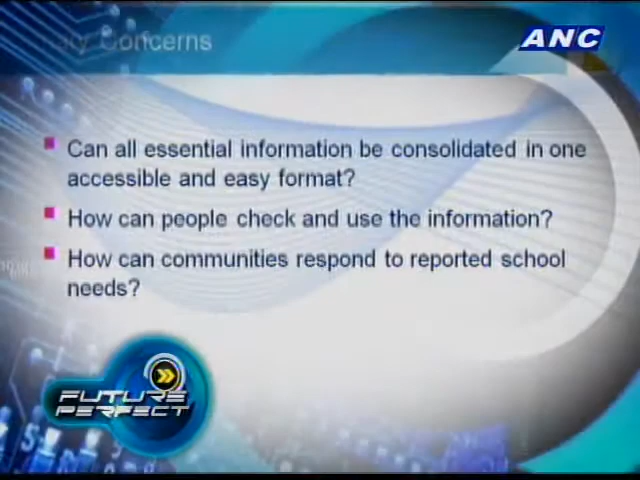 Concerns
ANC
Can all essential information be consolidated in one
accessible and easy format?
How can people check and use the information?
How can communities respond to reported school
needs?
FUTURE
PERFECT